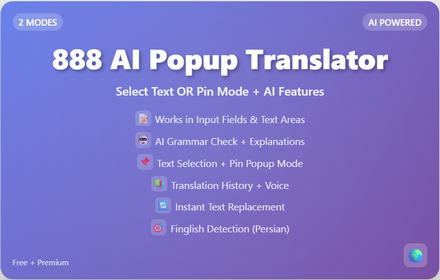 2 MODES
AI POWERED
888 AI Popup Translator
Select Text OR Pin Mode + AI Features
Works in Input Fields & Text Areas
AI Grammar Check + Explanations
Text Selection + Pin Popup Mode
Translation History + Voice
Instant Text Replacement
Finglish Detection (Persian)
Free + Premium